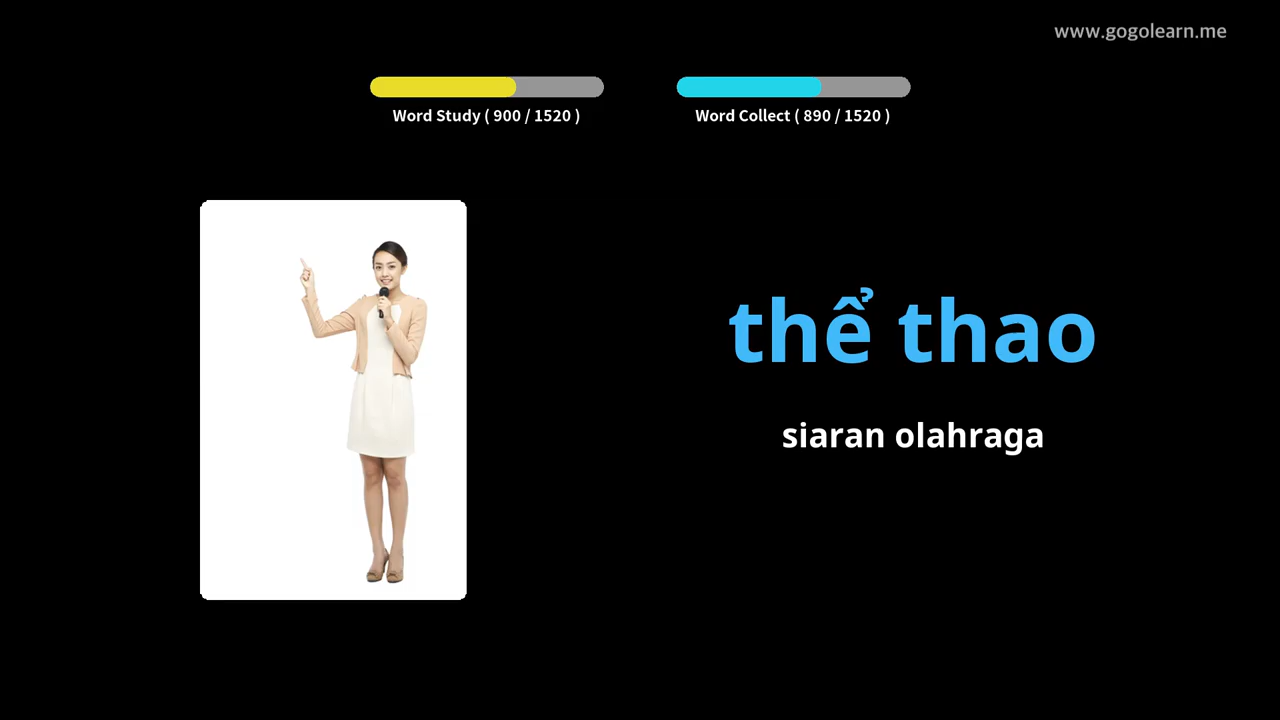 www.gogolearn.me
Word Study ( 900 / 1520 )
Word Collect ( 890 / 1520 )
thể thao
siaran olahraga